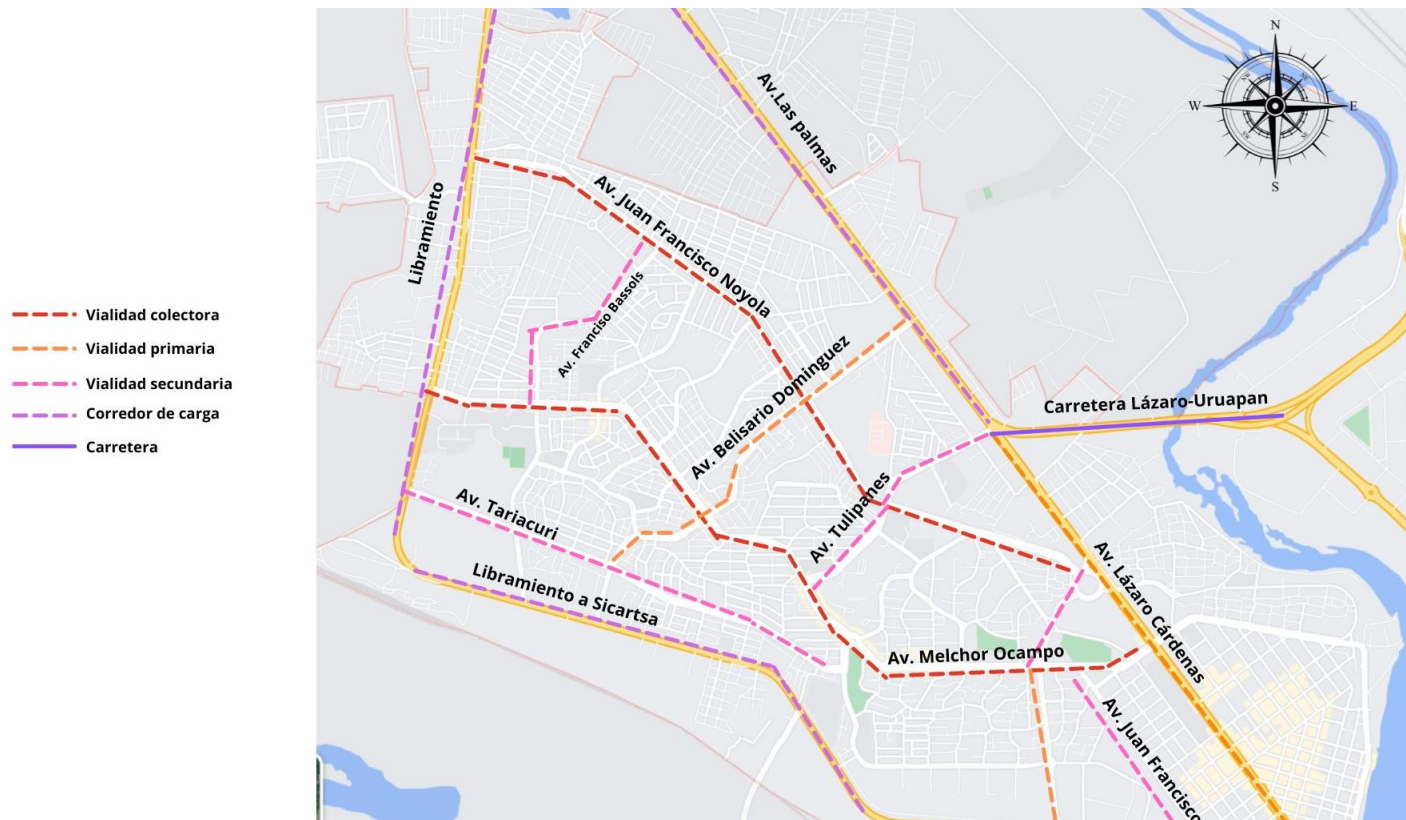 Vialidad colectora
Vialidad primaria
Vialidad secundaria
Corredor de carga
Carretera
Libramiento
Av.Las palmas
Av. Juan Francisco Noyola
Av. Franciso Bassols
Av. Belisario Dominguez
Carretera Lázaro-Uruapan
Av. Tariacuri
Av. Tulipanes
Libramiento a Sicartsa
Av. Lázaro Cárdenas
Av. Melchor Ocampo
Av. Juan Francisco
N
W
E
S